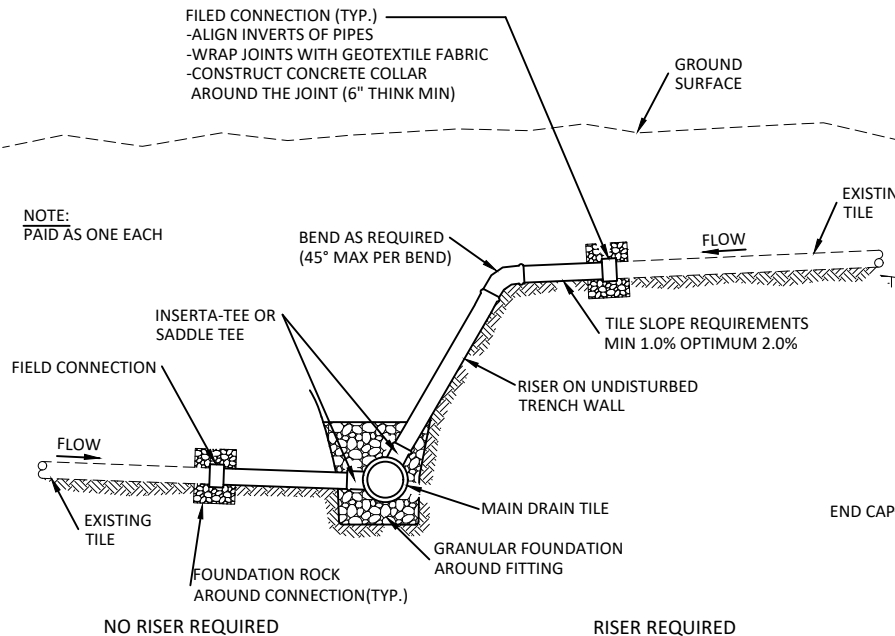 FILED CONNECTION (TYP.)
-ALIGN INVERTS OF PIPES
-WRAP JOINTS WITH GEOTEXTILE FABRIC
-CONSTRUCT CONCRETE COLLAR
AROUND THE JOINT (6" THINK MIN)
GROUND
SURFACE
NOTE:
PAID AS ONE EACH
EXISTIN
TILE
BEND AS REQUIRED
(45° MAX PER BEND)
FLOW
INSERTA-TEE OR
SADDLE TEE
TILE SLOPE REQUIREMENTS
MIN 1.0% OPTIMUM 2.0%
FIELD CONNECTION
RISER ON UNDISTURBED
TRENCH WALL
FLOW
MAIN DRAIN TILE
END CAP
EXISTING
TILE
GRANULAR FOUNDATION
AROUND FITTING
FOUNDATION ROCK
AROUND CONNECTION(TYP.)
NO RISER REQUIRED
RISER REQUIRED